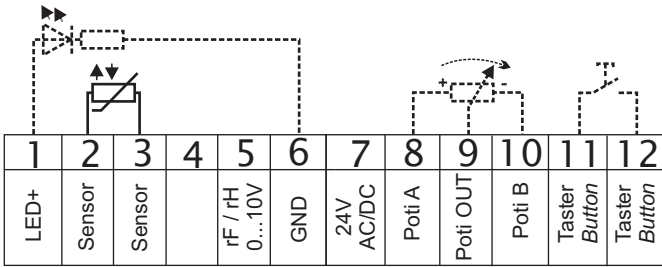 + -
1 2 3 4 5 6 7 8 9 10 11 12
LED+
Sensor
Sensor
rF / rH
0...10V
GND
24V
AC/DC
Poti A
Poti OUT
Poti B
Taster
Button
Taster
Button